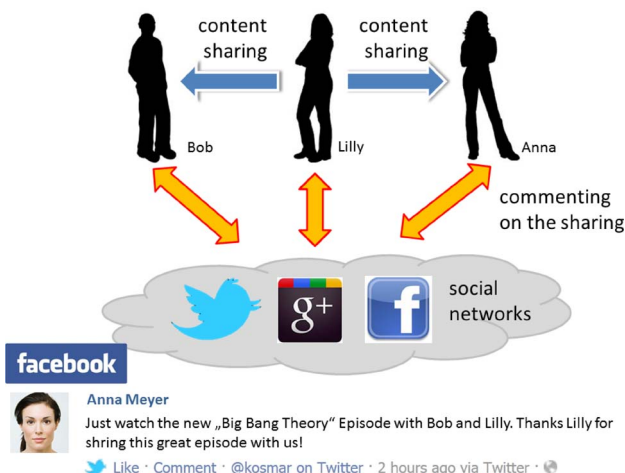 content
sharing
content
sharing
Bob
Lilly
Anna
commenting
on the sharing
g+
f
social
networks
facebook
Anna Meyer
Just watch the new „Big Bang Theory“ Episode with Bob and Lilly. Thanks Lilly for
shring this great episode with us!
Like · Comment · @kosmar on Twitter · 2 hours ago via Twitter ·